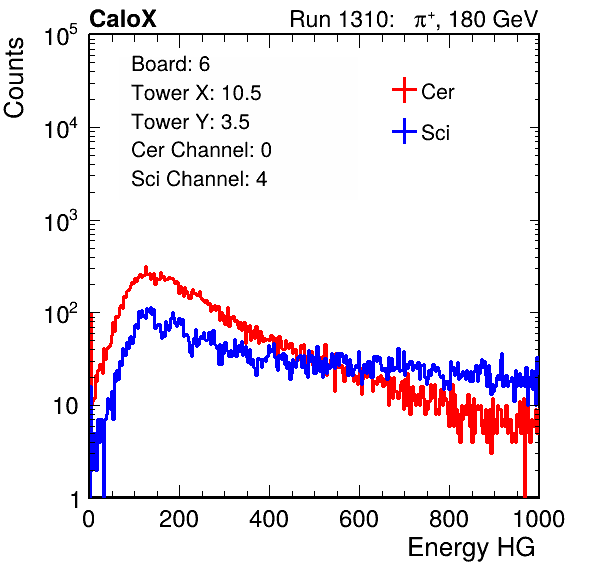 CaloX Run 1310: π⁺, 180 GeV
Counts
10⁵
10⁴
10³
10²
10
1
Board: 6
Tower X: 10.5
Tower Y: 3.5
Cer Channel: 0
Sci Channel: 4
Cer
Sci
0 200 400 600 800 1000
Energy HG